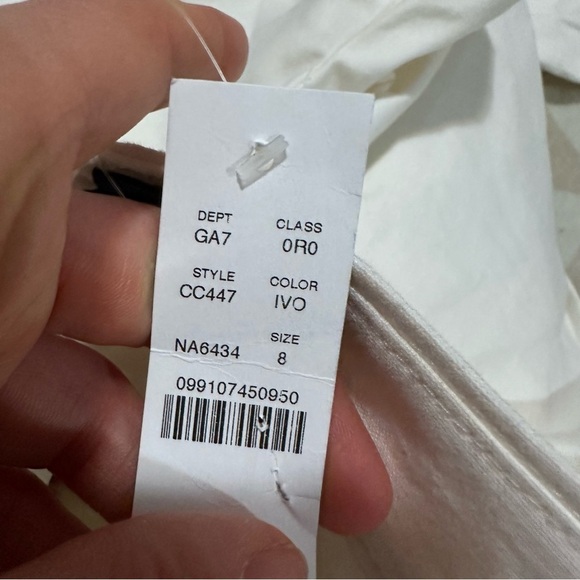 DEPT CLASS
GA7 0R0
STYLE COLOR
CC447 IVO
SIZE
NA6434 8
099107450950